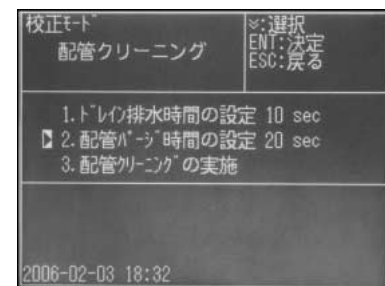 校正ﾓｰﾄﾞ
配管クリーニング
≫:選択
ENT:決定
ESC:戻る
1.ﾄﾞﾚｲﾝ排水時間の設定 10 sec
2.配管ﾊﾟｰｼﾞ時間の設定 20 sec
3.配管ｸﾘｰﾆﾝｸﾞの実施
2006-02-03 18:32